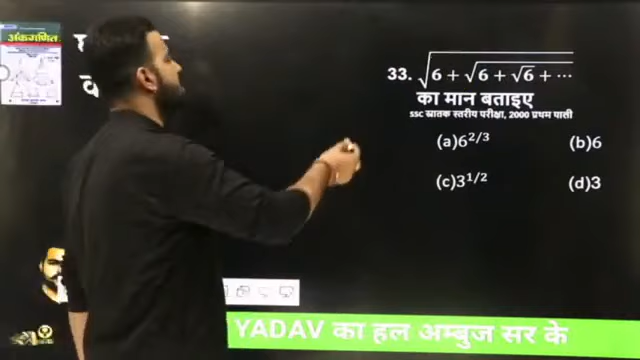 अंकगणित
33. √6 + √6 + √6 + ⋯
का मान बताइए
SSC स्नातक स्तरीय परीक्षा, 2000 प्रथम पाली
(a)6^2/3 (b)6
(c)3^1/2 (d)3
YADAV का हल अम्बुज सर के